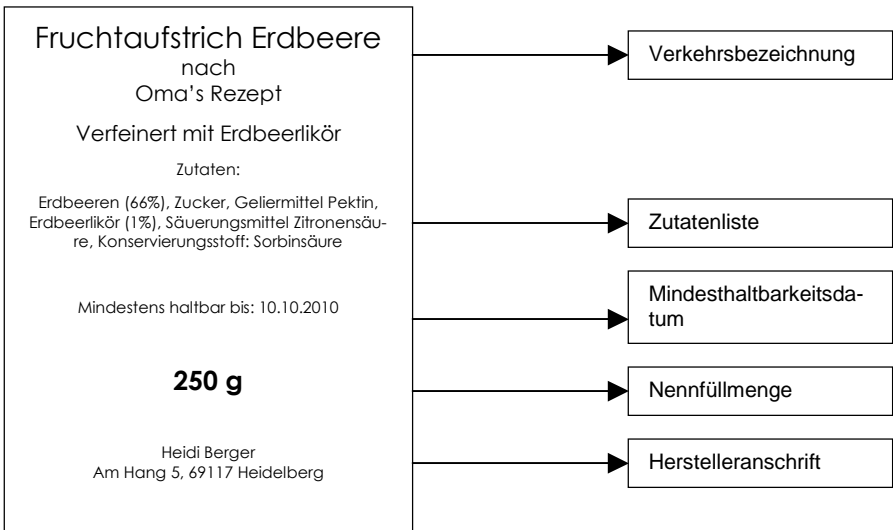 Fruchtaufstrich Erdbeere
nach
Oma's Rezept
Verfeinert mit Erdbeerlikör
Zutaten:
Erdbeeren (66%), Zucker, Geliermittel Pektin,
Erdbeerlikör (1%), Säuerungsmittel Zitronensäu-
re, Konservierungsstoff: Sorbinsäure
Mindestens haltbar bis: 10.10.2010
250 g
Heidi Berger
Am Hang 5, 69117 Heidelberg
Verkehrsbezeichnung
Zutatenliste
Mindesthaltbarkeitsda-
tum
Nennfüllmenge
Herstelleranschrift